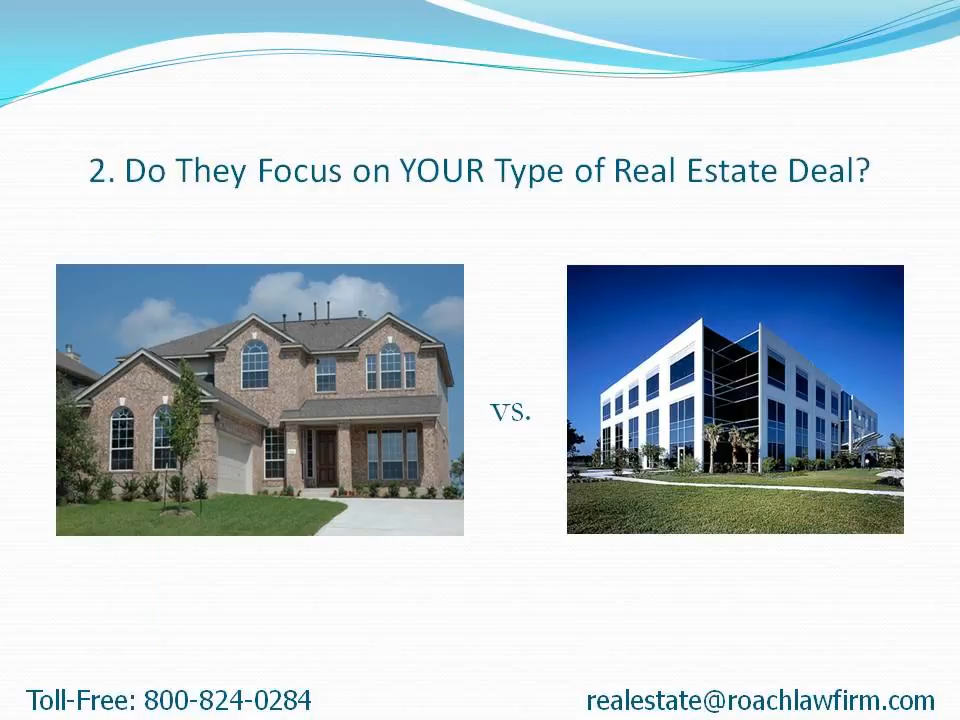 2. Do They Focus on YOUR Type of Real Estate Deal?
vs.
Toll-Free: 800-824-0284
realestate@roachlawfirm.com